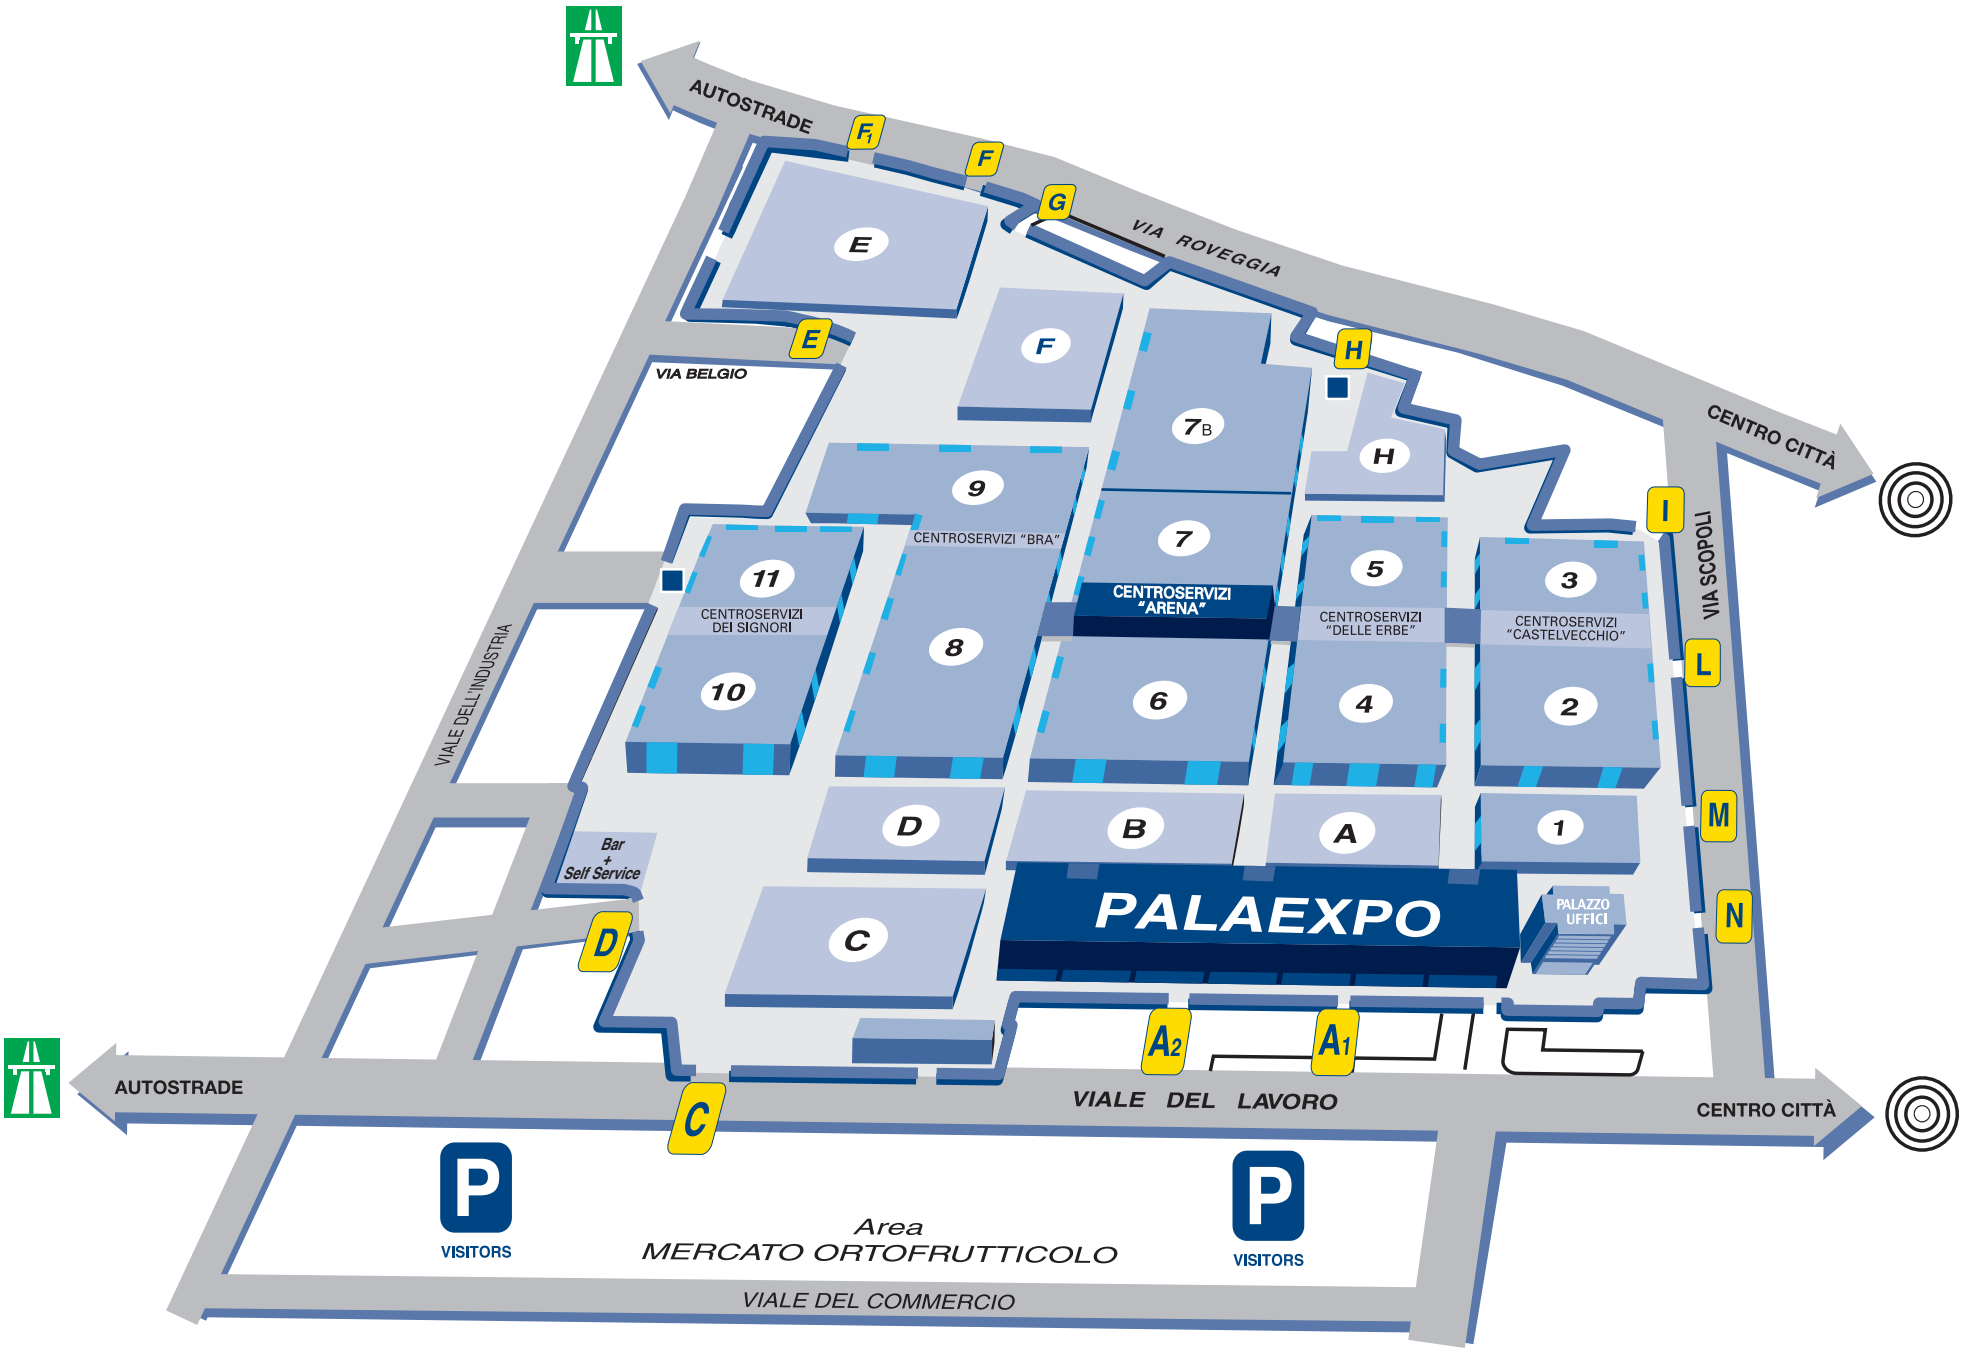 AUTOSTRADE
F1
F
G
VIA ROVEGGIA
E
F
E
VIA BELGIO
H
7B
H
CENTRO CITTÀ
9
I
VIA SCOPOLI
CENTROSERVIZI "BRA"
7
5
3
11
CENTROSERVIZI
DEI SIGNORI
CENTROSERVIZI
"ARENA"
CENTROSERVIZI
"DELLE ERBE"
CENTROSERVIZI
"CASTELVECCHIO"
VIALE DELL'INDUSTRIA
8
L
10
6
4
2
D
B
A
1
M
Bar
+
Self Service
PALAEXPO
PALAZZO
UFFICI
N
D
C
A2
A1
AUTOSTRADE
C
VIALE DEL LAVORO
CENTRO CITTÀ
P
VISITORS
P
VISITORS
Area
MERCATO ORTOFRUTTICOLO
VIALE DEL COMMERCIO